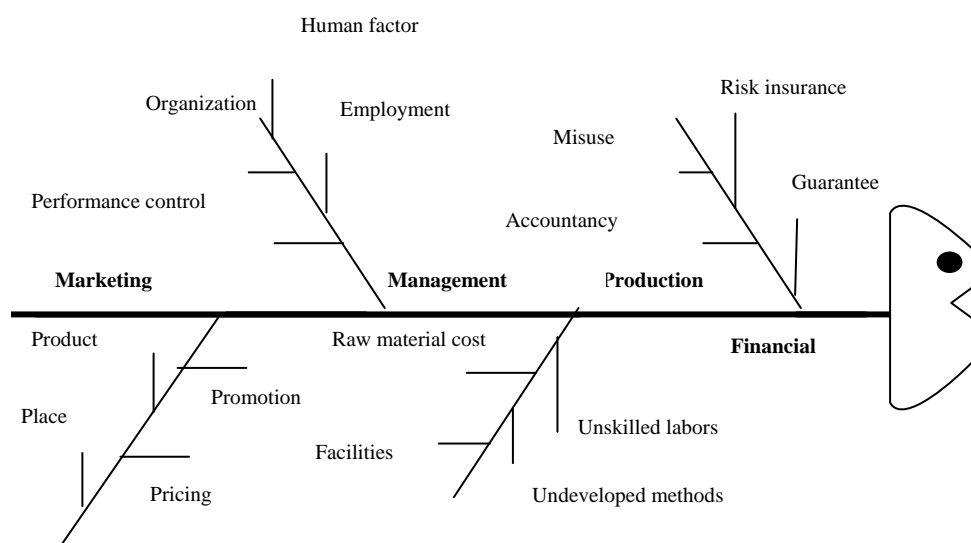 Human factor
Risk insurance
Organization
Employment
Misuse
Guarantee
Performance control
Accountancy
Marketing
Management
Production
Product
Raw material cost
Financial
Promotion
Place
Unskilled labors
Facilities
Pricing
Undeveloped methods